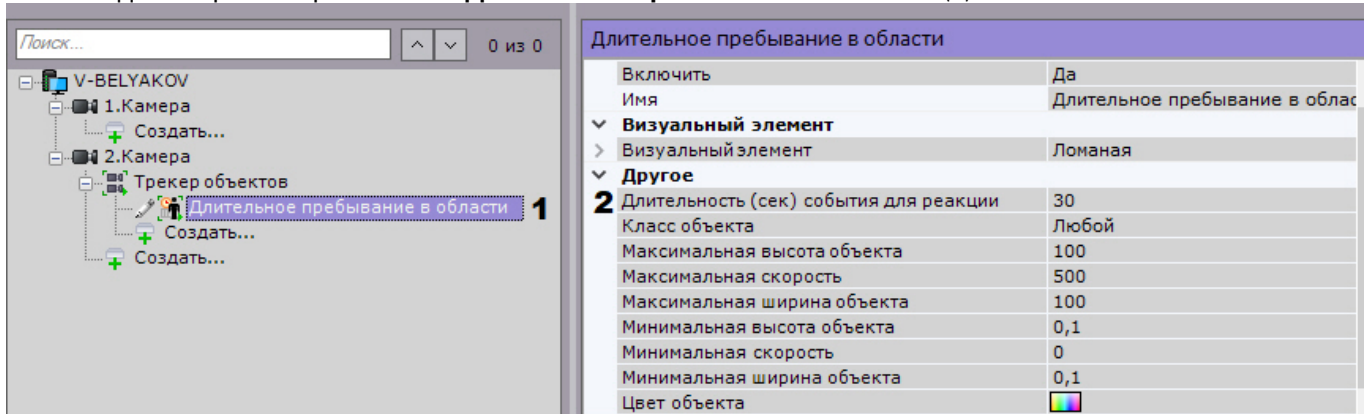 Поиск...
0 из 0
V-BELYAKOV
1.Камера
Создать...
2.Камера
Трекер объектов
Длительное пребывание в области 1
Создать...
Создать...
Длительное пребывание в области
Включить Да
Имя Длительное пребывание в облас
Визуальный элемент
Визуальный элемент Ломаная
Другое
2 Длительность (сек) события для реакции 30
Класс объекта Любой
Максимальная высота объекта 100
Максимальная скорость 500
Максимальная ширина объекта 100
Минимальная высота объекта 0,1
Минимальная скорость 0
Минимальная ширина объекта 0,1
Цвет объекта